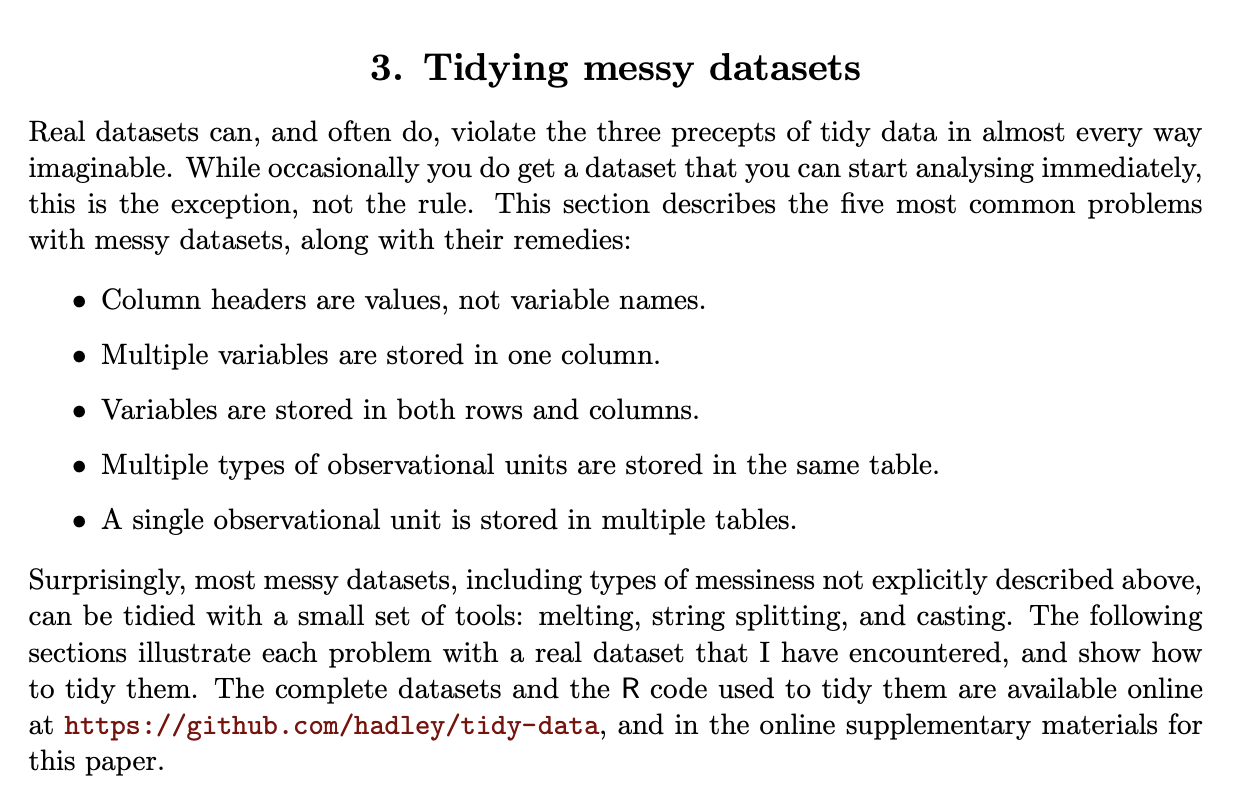 3. Tidying messy datasets
Real datasets can, and often do, violate the three precepts of tidy data in almost every way
imaginable. While occasionally you do get a dataset that you can start analysing immediately,
this is the exception, not the rule. This section describes the five most common problems
with messy datasets, along with their remedies:
• Column headers are values, not variable names.
• Multiple variables are stored in one column.
• Variables are stored in both rows and columns.
• Multiple types of observational units are stored in the same table.
• A single observational unit is stored in multiple tables.
Surprisingly, most messy datasets, including types of messiness not explicitly described above,
can be tidied with a small set of tools: melting, string splitting, and casting. The following
sections illustrate each problem with a real dataset that I have encountered, and show how
to tidy them. The complete datasets and the R code used to tidy them are available online
at https://github.com/hadley/tidy-data, and in the online supplementary materials for
this paper.